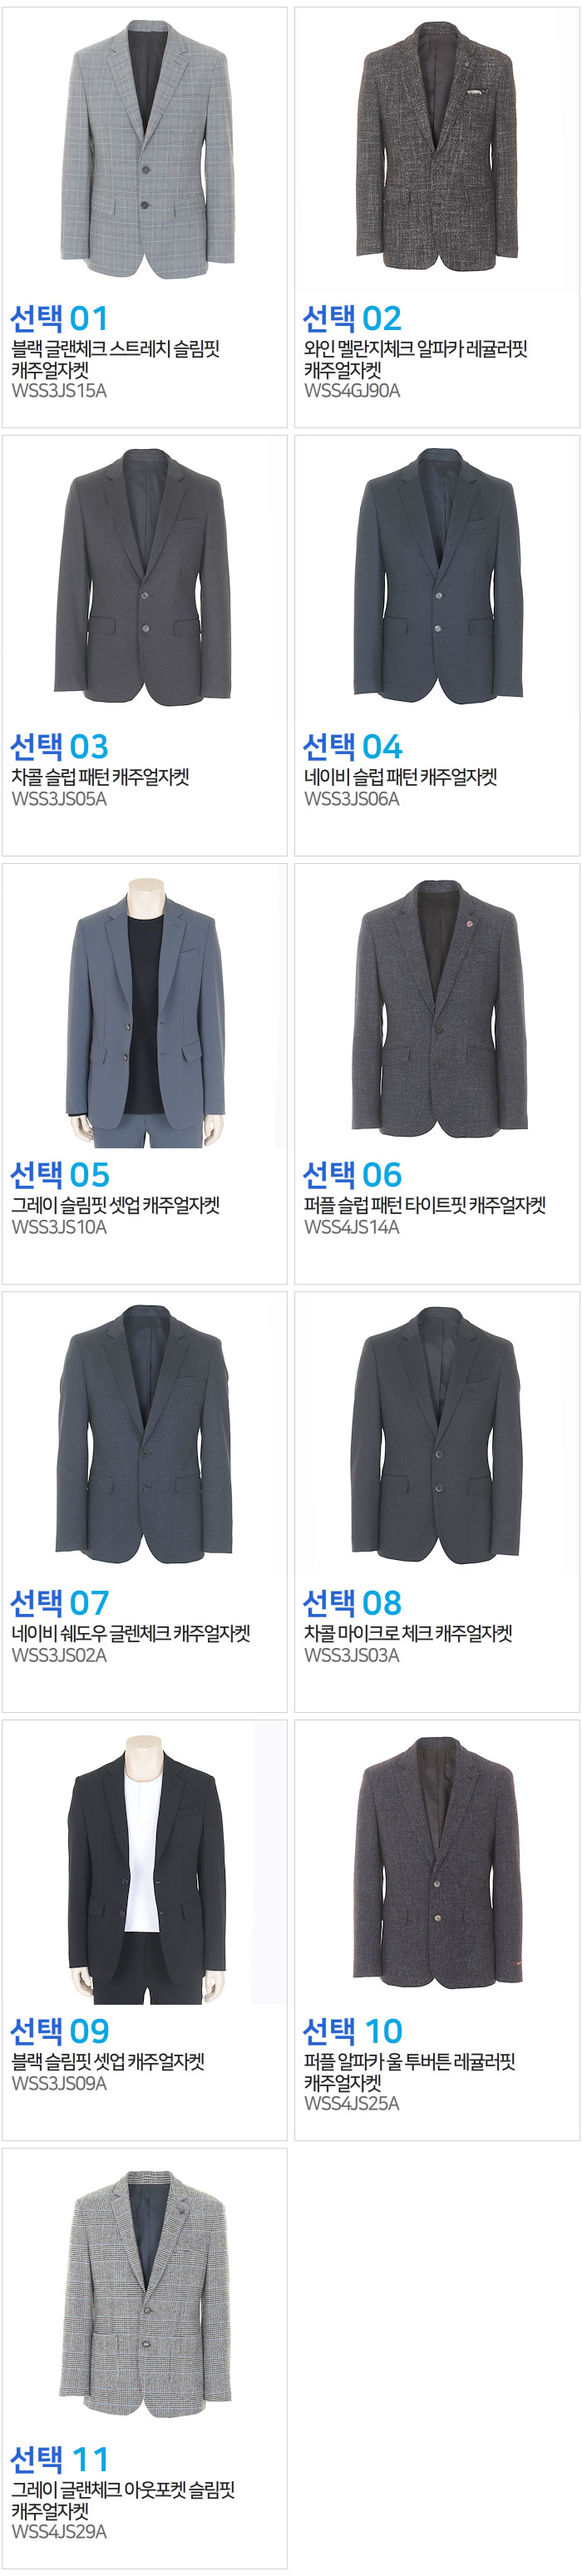 선택 01
블랙 글랜체크 스트레치 슬림핏
캐주얼자켓
WSS3JS15A
선택 02
와인 멜란지체크 알파카 레귤러핏
캐주얼자켓
WSS4GJ90A
선택 03
차콜 슬럽 패턴 캐주얼자켓
WSS3JS05A
선택 04
네이비 슬럽 패턴 캐주얼자켓
WSS3JS06A
선택 05
그레이 슬림핏 셋업 캐주얼자켓
WSS3JS10A
선택 06
퍼플 슬럽 패턴 타이트핏 캐주얼자켓
WSS4JS14A
선택 07
네이비 쉐도우 글렌체크 캐주얼자켓
WSS3JS02A
선택 08
차콜 마이크로 체크 캐주얼자켓
WSS3JS03A
선택 09
블랙 슬림핏 셋업 캐주얼자켓
WSS3JS09A
선택 10
퍼플 알파카 울 투버튼 레귤러핏
캐주얼자켓
WSS4JS25A
선택 11
그레이 글랜체크 아웃포켓 슬림핏
캐주얼자켓
WSS4JS29A